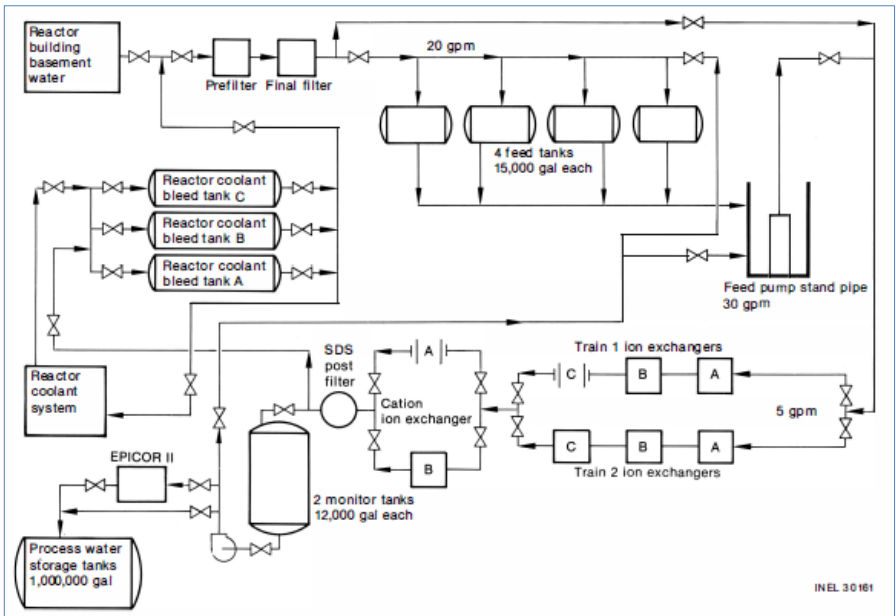 Reactor
building
basement
water
Prefilter
Final filter
20 gpm
4 feed tanks
15,000 gal each
Reactor coolant
bleed tank C
Reactor coolant
bleed tank B
Reactor coolant
bleed tank A
Feed pump stand pipe
30 gpm
Reactor
coolant
system
SDS
post
filter
Cation
ion exchanger
A
B
Train 1 ion exchangers
C
B
A
5 gpm
C
B
A
Train 2 ion exchangers
EPICOR II
2 monitor tanks
12,000 gal each
Process water
storage tanks
1,000,000 gal
INEL 3 0161